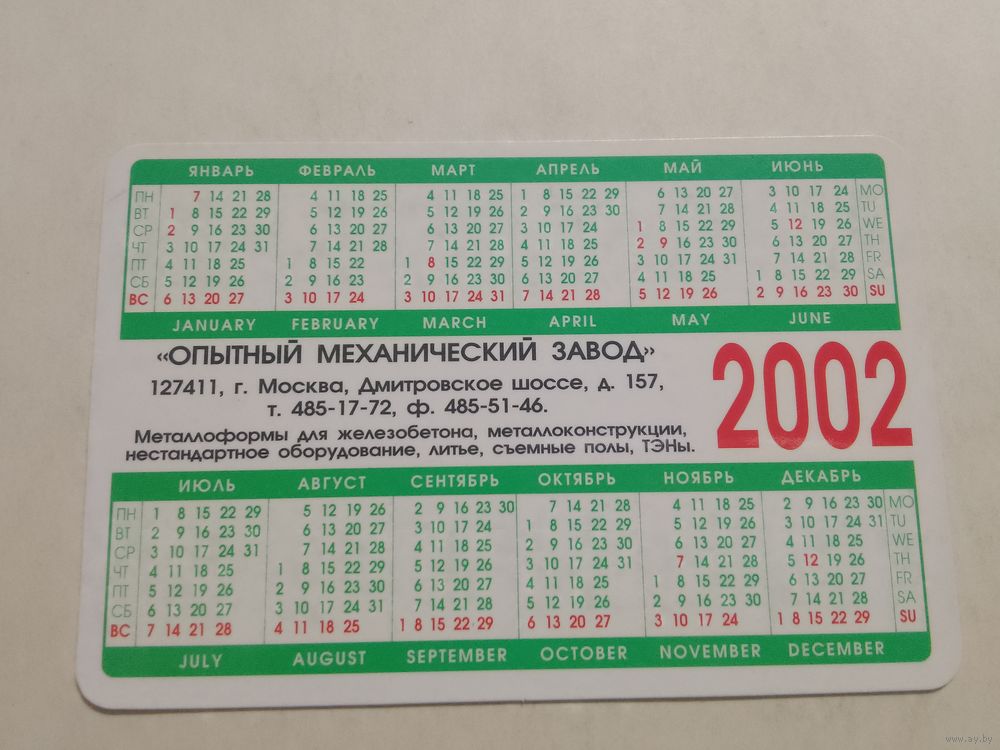 ЯНВАРЬ ФЕВРАЛЬ МАРТ АПРЕЛЬ МАЙ ИЮНЬ
ПН 7 14 21 28 4 11 18 25 4 11 18 25 1 8 15 22 29 6 13 20 27 3 10 17 24 MO
ВТ 1 8 15 22 29 5 12 19 26 5 12 19 26 2 9 16 23 30 7 14 21 28 4 11 18 25 TU
СР 2 9 16 23 30 6 13 20 27 6 13 20 27 3 10 17 24 1 8 15 22 29 5 12 19 26 WE
ЧТ 3 10 17 24 31 7 14 21 28 7 14 21 28 4 11 18 25 2 9 16 23 30 6 13 20 27 TH
ПТ 4 11 18 25 1 8 15 22 1 8 15 22 29 5 12 19 26 3 10 17 24 31 7 14 21 28 FR
СБ 5 12 19 26 2 9 16 23 2 9 16 23 30 6 13 20 27 4 11 18 25 1 8 15 22 29 SA
ВС 6 13 20 27 3 10 17 24 3 10 17 24 31 7 14 21 28 5 12 19 26 2 9 16 23 30 SU
JANUARY FEBRUARY MARCH APRIL MAY JUNE
«ОПЫТНЫЙ МЕХАНИЧЕСКИЙ ЗАВОД»
127411, г. Москва, Дмитровское шоссе, д. 157,
т. 485-17-72, ф. 485-51-46.
Металлоформы для железобетона, металлоконструкции,
нестандартное оборудование, литье, съемные полы, ТЭНы.
2002
ИЮЛЬ АВГУСТ СЕНТЯБРЬ ОКТЯБРЬ НОЯБРЬ ДЕКАБРЬ
ПН 1 8 15 22 29 5 12 19 26 2 9 16 23 30 7 14 21 28 4 11 18 25 2 9 16 23 30 MO
ВТ 2 9 16 23 30 6 13 20 27 3 10 17 24 1 8 15 22 29 5 12 19 26 3 10 17 24 31 TU
СР 3 10 17 24 31 7 14 21 28 4 11 18 25 2 9 16 23 30 6 13 20 27 4 11 18 25 WE
ЧТ 4 11 18 25 1 8 15 22 29 5 12 19 26 3 10 17 24 31 7 14 21 28 5 12 19 26 TH
ПТ 5 12 19 26 2 9 16 23 30 6 13 20 27 4 11 18 25 1 8 15 22 29 6 13 20 27 FR
СБ 6 13 20 27 3 10 17 24 31 7 14 21 28 5 12 19 26 2 9 16 23 30 7 14 21 28 SA
ВС 7 14 21 28 4 11 18 25 1 8 15 22 29 6 13 20 27 3 10 17 24 1 8 15 22 29 SU
JULY AUGUST SEPTEMBER OCTOBER NOVEMBER DECEMBER
www.ay.by